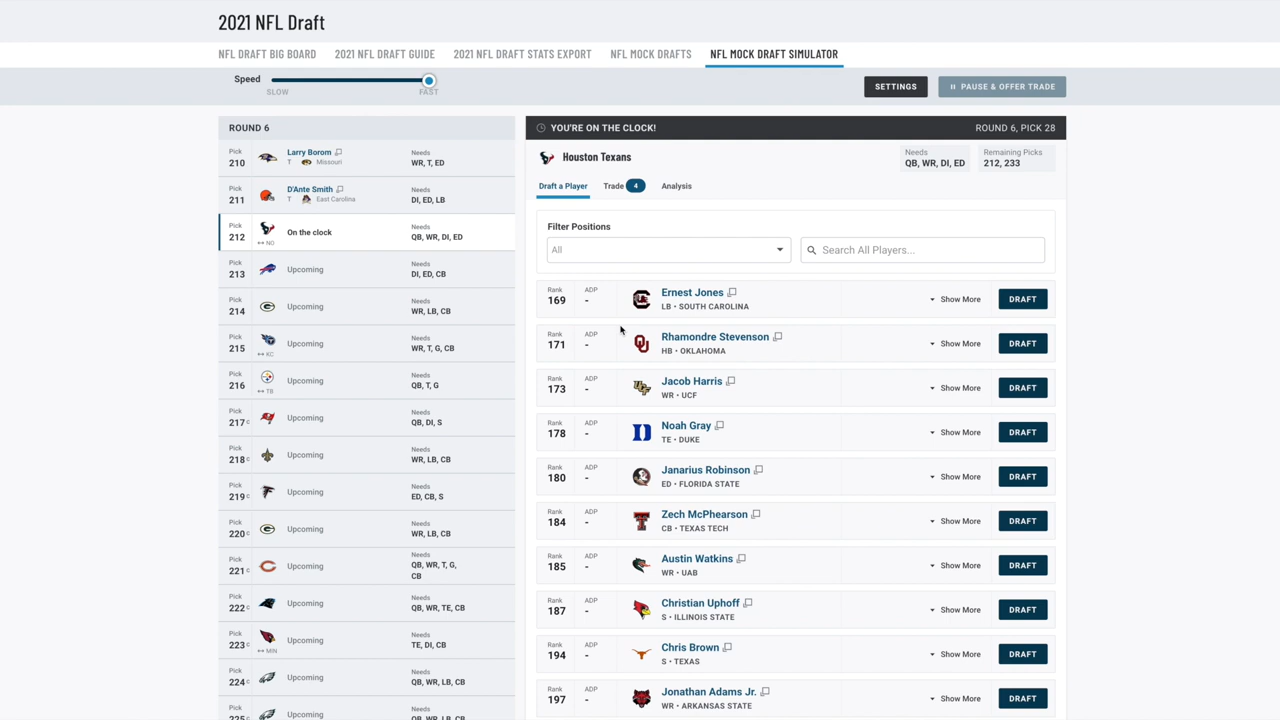 2021 NFL Draft
NFL DRAFT BIG BOARD 2021 NFL DRAFT GUIDE 2021 NFL DRAFT STATS EXPORT NFL MOCK DRAFTS NFL MOCK DRAFT SIMULATOR
Speed
SLOW FAST
SETTINGS PAUSE & OFFER TRADE
ROUND 6
Pick 210 Larry Borom T Missouri Needs WR, T, ED
Pick 211 D'Ante Smith T East Carolina Needs DI, ED, LB
Pick 212 ↔ NO On the clock Needs QB, WR, DI, ED
Pick 213 Upcoming Needs DI, ED, CB
Pick 214 Upcoming Needs WR, LB, CB
Pick 215 ↔ KC Upcoming Needs WR, T, G, CB
Pick 216 ↔ TB Upcoming Needs QB, T, G
Pick 217 C Upcoming Needs QB, DI, S
Pick 218 C Upcoming Needs WR, LB, CB
Pick 219 C Upcoming Needs ED, CB, S
Pick 220 C Upcoming Needs WR, LB, CB
Pick 221 C Upcoming Needs QB, WR, T, G, CB
Pick 222 C Upcoming Needs QB, WR, TE, CB
Pick 223 C ↔ MIN Upcoming Needs TE, DI, CB
Pick 224 C Upcoming Needs QB, WR, LB, CB
Pick 225 C Upcoming Needs QB, WR, LB, CB
YOU'RE ON THE CLOCK! ROUND 6, PICK 28
Houston Texans
Needs QB, WR, DI, ED
Remaining Picks 212, 233
Draft a Player Trade 4 Analysis
Filter Positions
All Search All Players...
Rank 169 ADP - Ernest Jones LB • SOUTH CAROLINA Show More DRAFT
Rank 171 ADP - Rhamondre Stevenson HB • OKLAHOMA Show More DRAFT
Rank 173 ADP - Jacob Harris WR • UCF Show More DRAFT
Rank 178 ADP - Noah Gray TE • DUKE Show More DRAFT
Rank 180 ADP - Janarius Robinson ED • FLORIDA STATE Show More DRAFT
Rank 184 ADP - Zech McPhearson CB • TEXAS TECH Show More DRAFT
Rank 185 ADP - Austin Watkins WR • UAB Show More DRAFT
Rank 187 ADP - Christian Uphoff S • ILLINOIS STATE Show More DRAFT
Rank 194 ADP - Chris Brown S • TEXAS Show More DRAFT
Rank 197 ADP - Jonathan Adams Jr. WR • ARKANSAS STATE Show More DRAFT